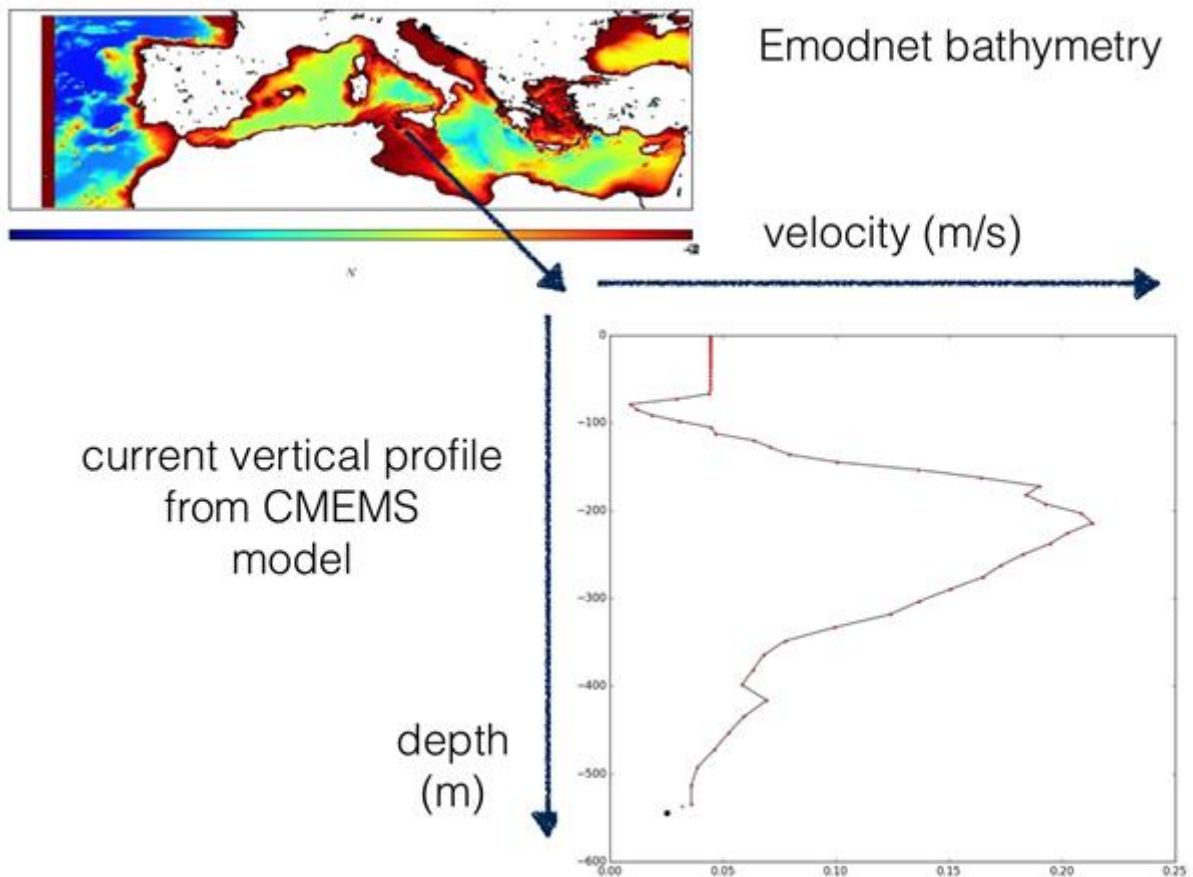 Emodnet bathymetry
N
velocity (m/s)
current vertical profile
from CMEMS
model
depth
(m)
0
−100
−200
−300
−400
−500
−600
0.00
0.05
0.10
0.15
0.20
0.25